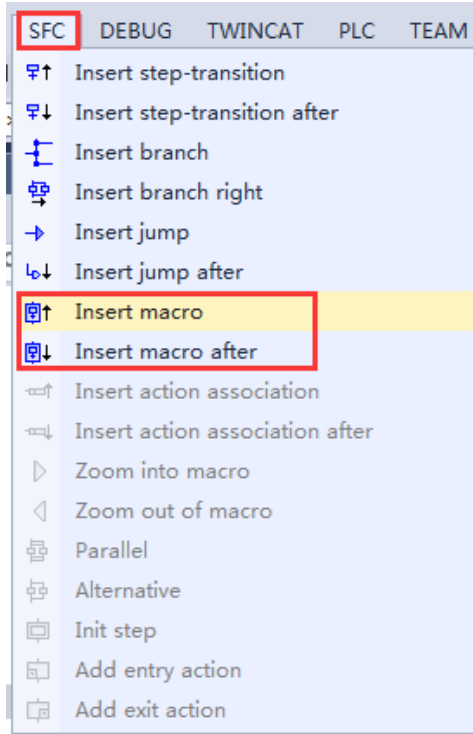 SFC DEBUG TWINCAT PLC TEAM
Insert step-transition
Insert step-transition after
Insert branch
Insert branch right
Insert jump
Insert jump after
Insert macro
Insert macro after
Insert action association
Insert action association after
Zoom into macro
Zoom out of macro
Parallel
Alternative
Init step
Add entry action
Add exit action